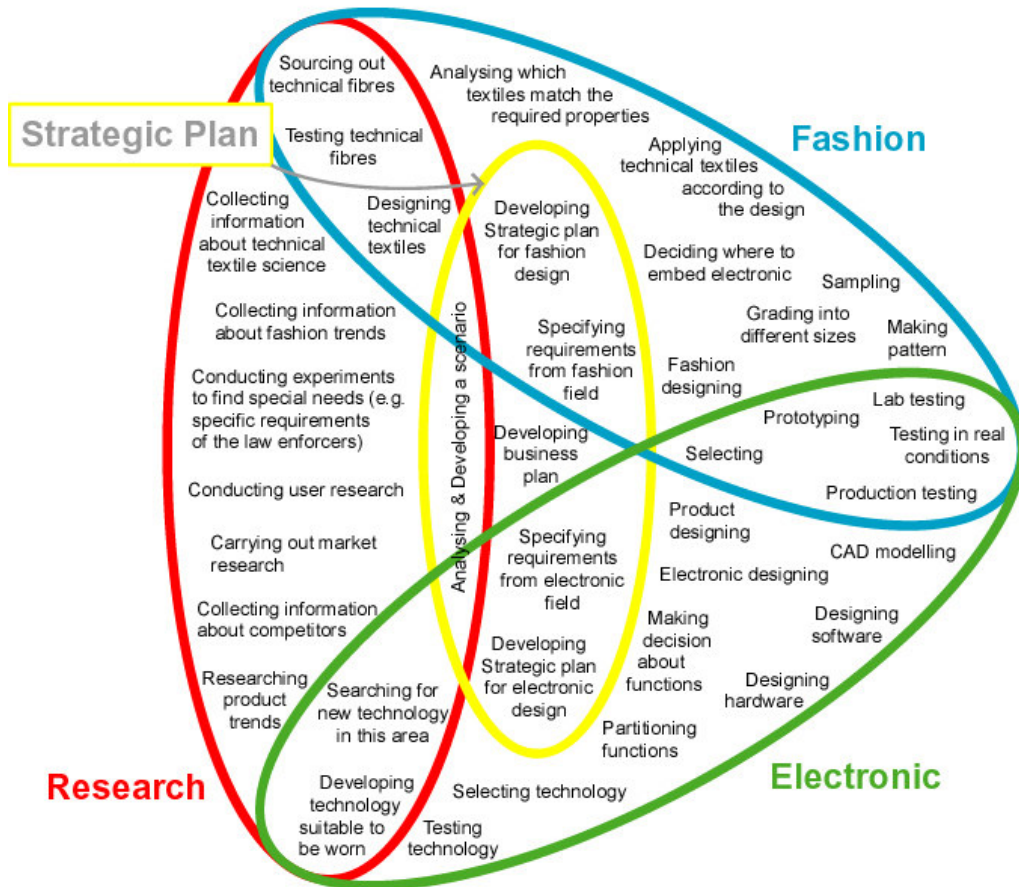 Sourcing out
technical fibres
Analysing which
textiles match the
required properties
Strategic Plan
Testing technical
fibres
Fashion
Applying
technical textiles
according to
the design
Collecting
information
about technical
textile science
Designing
technical
textiles
Developing
Strategic plan
for fashion
design
Deciding where to
embed electronic
Sampling
Collecting information
about fashion trends
Analysing & Developing a scenario
Specifying
requirements
from fashion
field
Grading into
different sizes
Making
pattern
Fashion
designing
Conducting experiments
to find special needs (e.g.
specific requirements
of the law enforcers)
Developing
business
plan
Prototyping
Lab testing
Selecting
Testing in real
conditions
Conducting user research
Production testing
Product
designing
Carrying out market
research
Specifying
requirements
from electronic
field
CAD modelling
Electronic designing
Collecting information
about competitors
Making
decision
about
functions
Designing
software
Researching
product
trends
Searching for
new technology
in this area
Developing
Strategic plan
for electronic
design
Designing
hardware
Partitioning
functions
Research
Developing
technology
suitable to
be worn
Selecting technology
Testing
technology
Electronic